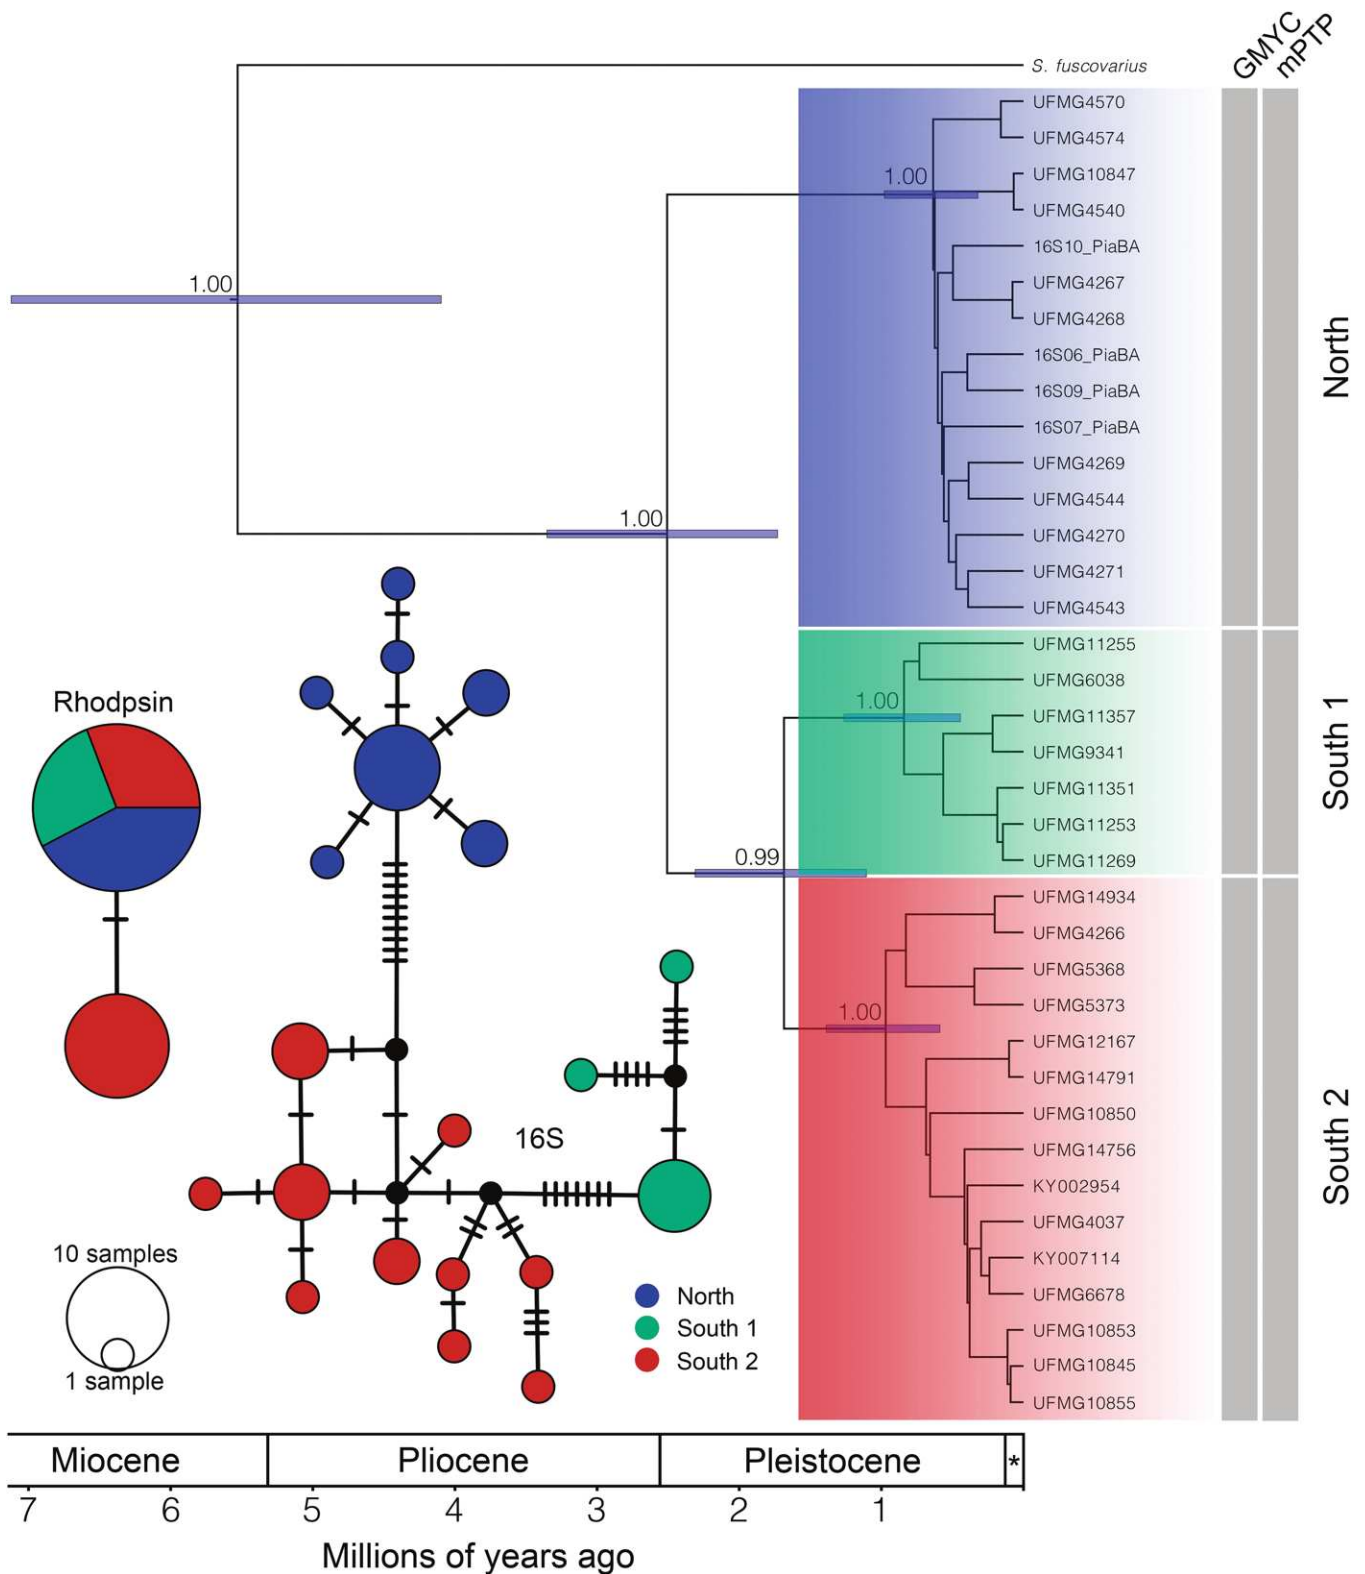 GMYC
mPTP
S. fuscovarius
UFMG4570
UFMG4574
UFMG10847
UFMG4540
16S10_PiaBA
UFMG4267
UFMG4268
16S06_PiaBA
16S09_PiaBA
16S07_PiaBA
UFMG4269
UFMG4544
UFMG4270
UFMG4271
UFMG4543
North
1.00
1.00
1.00
UFMG11255
UFMG6038
UFMG11357
UFMG9341
UFMG11351
UFMG11253
UFMG11269
South 1
1.00
0.99
UFMG14934
UFMG4266
UFMG5368
UFMG5373
UFMG12167
UFMG14791
UFMG10850
UFMG14756
KY002954
UFMG4037
KY007114
UFMG6678
UFMG10853
UFMG10845
UFMG10855
South 2
1.00
Rhodpsin
16S
10 samples
1 sample
North
South 1
South 2
Miocene Pliocene Pleistocene *
7 6 5 4 3 2 1
Millions of years ago